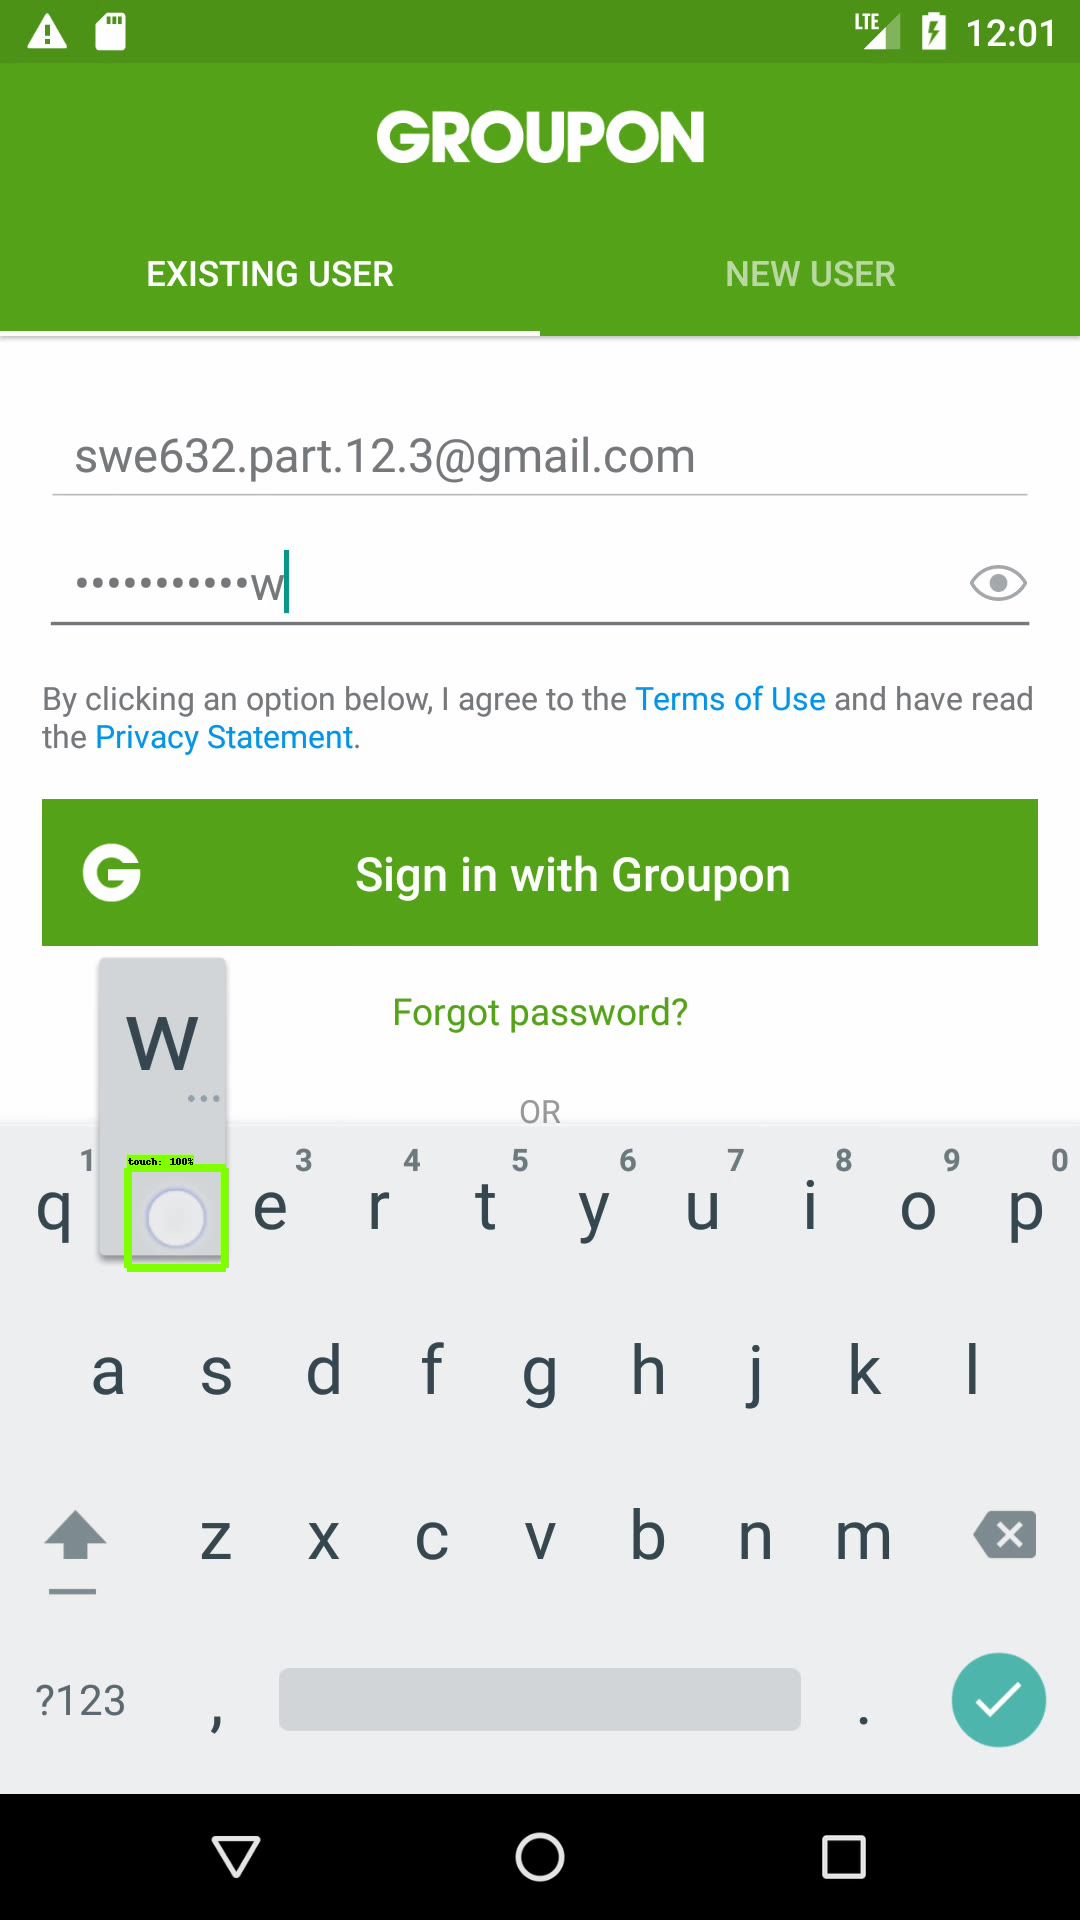 LTE 12:01
GROUPON
EXISTING USER NEW USER
swe632.part.12.3@gmail.com
•••••••••••w
By clicking an option below, I agree to the Terms of Use and have read
the Privacy Statement.
G Sign in with Groupon
w
...
Forgot password?
OR
touch: 100%
1 3 4 5 6 7 8 9 0
q e r t y u i o p
a s d f g h j k l
z x c v b n m
?123 , .